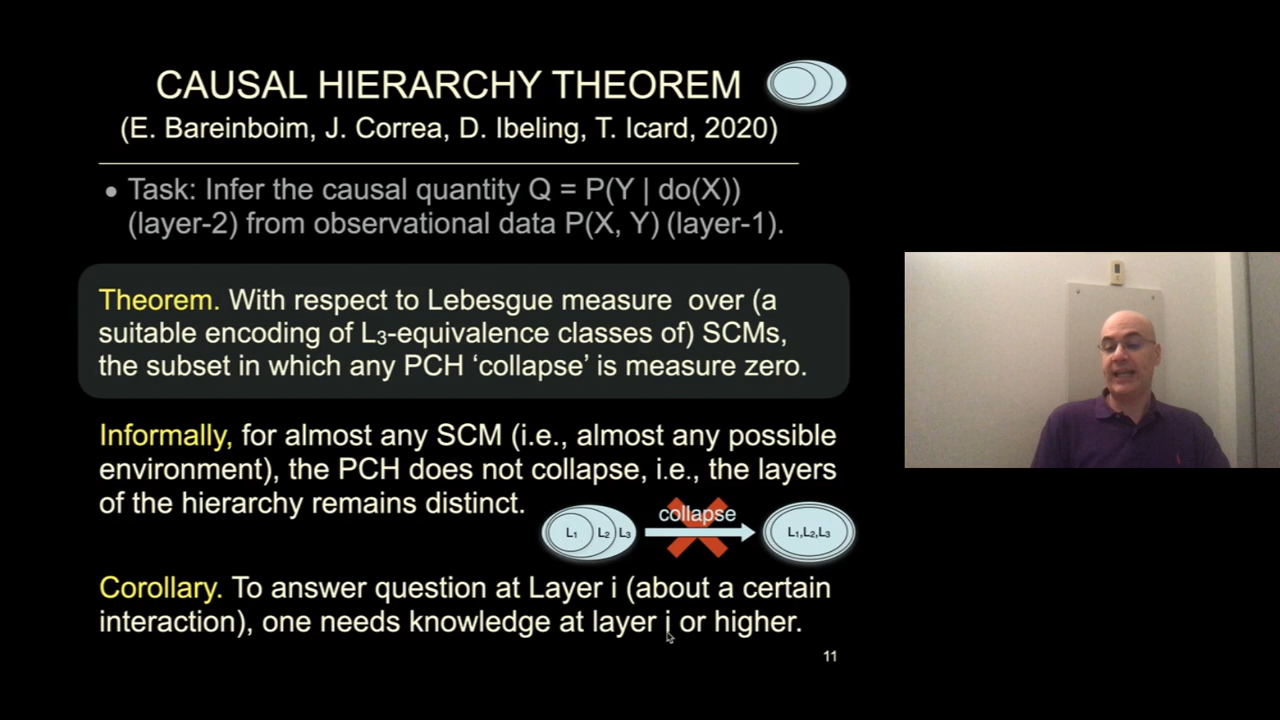 CAUSAL HIERARCHY THEOREM
(E. Bareinboim, J. Correa, D. Ibeling, T. Icard, 2020)
• Task: Infer the causal quantity Q = P(Y | do(X))
(layer-2) from observational data P(X, Y) (layer-1).
Theorem. With respect to Lebesgue measure over (a
suitable encoding of L₃-equivalence classes of) SCMs,
the subset in which any PCH ‘collapse’ is measure zero.
Informally, for almost any SCM (i.e., almost any possible
environment), the PCH does not collapse, i.e., the layers
of the hierarchy remains distinct.
L₁ L₂ L₃ collapse L₁,L₂,L₃
Corollary. To answer question at Layer i (about a certain
interaction), one needs knowledge at layer i or higher.
11